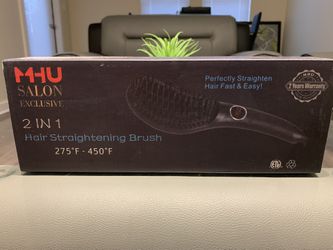 MHU
SALON
EXCLUSIVE
2 IN 1
Hair Straightening Brush
275°F - 450°F
Perfectly Straighten
Hair Fast & Easy!
MHU
2 Years Warranty